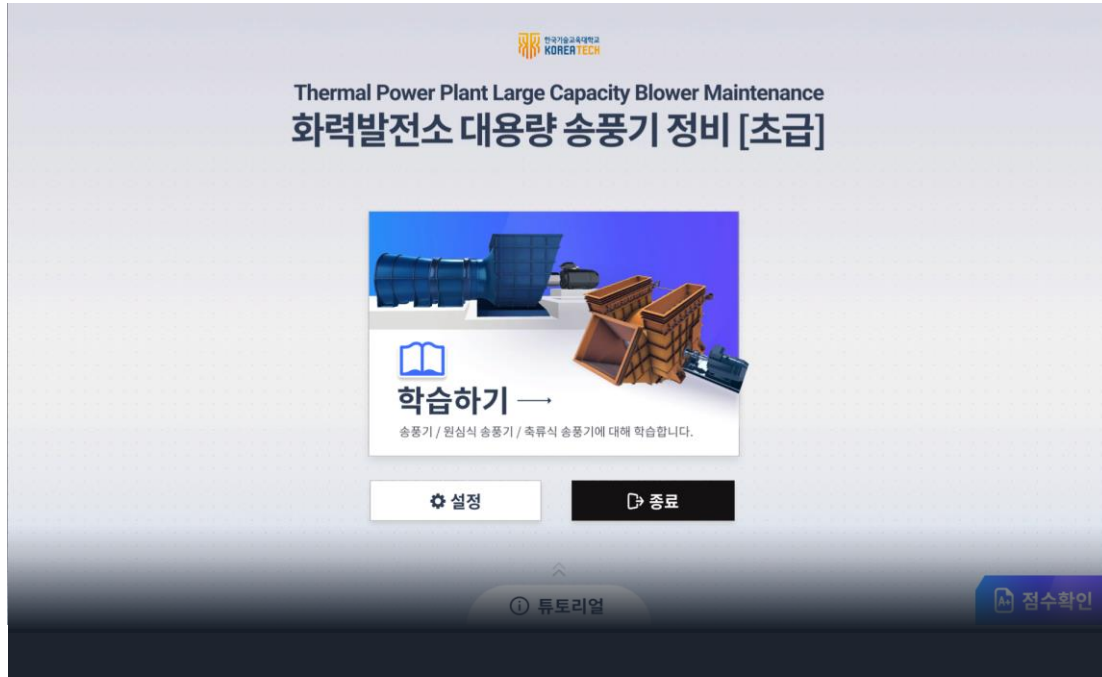 한국기술교육대학교
KOREATECH
Thermal Power Plant Large Capacity Blower Maintenance
화력발전소 대용량 송풍기 정비 [초급]
학습하기 →
송풍기 / 원심식 송풍기 / 축류식 송풍기에 대해 학습합니다.
설정
종료
튜토리얼
A+ 점수확인